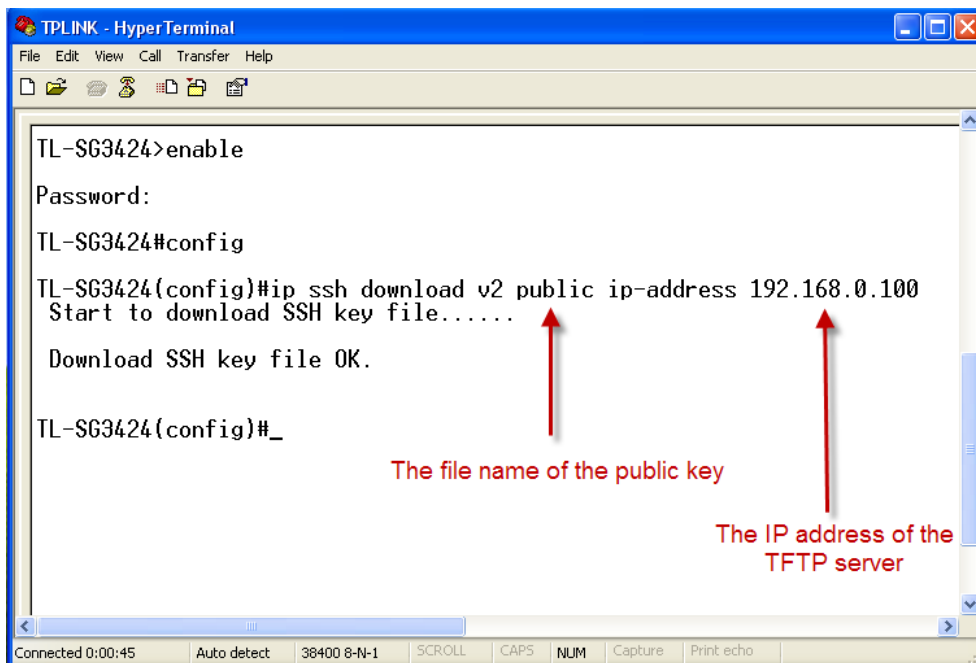 TPLINK - HyperTerminal
File Edit View Call Transfer Help
TL-SG3424>enable
Password:
TL-SG3424#config
TL-SG3424(config)#ip ssh download v2 public ip-address 192.168.0.100
Start to download SSH key file......
Download SSH key file OK.
TL-SG3424(config)#_
The file name of the public key
The IP address of the
TFTP server
Connected 0:00:45 Auto detect 38400 8-N-1 SCROLL CAPS NUM Capture Print echo